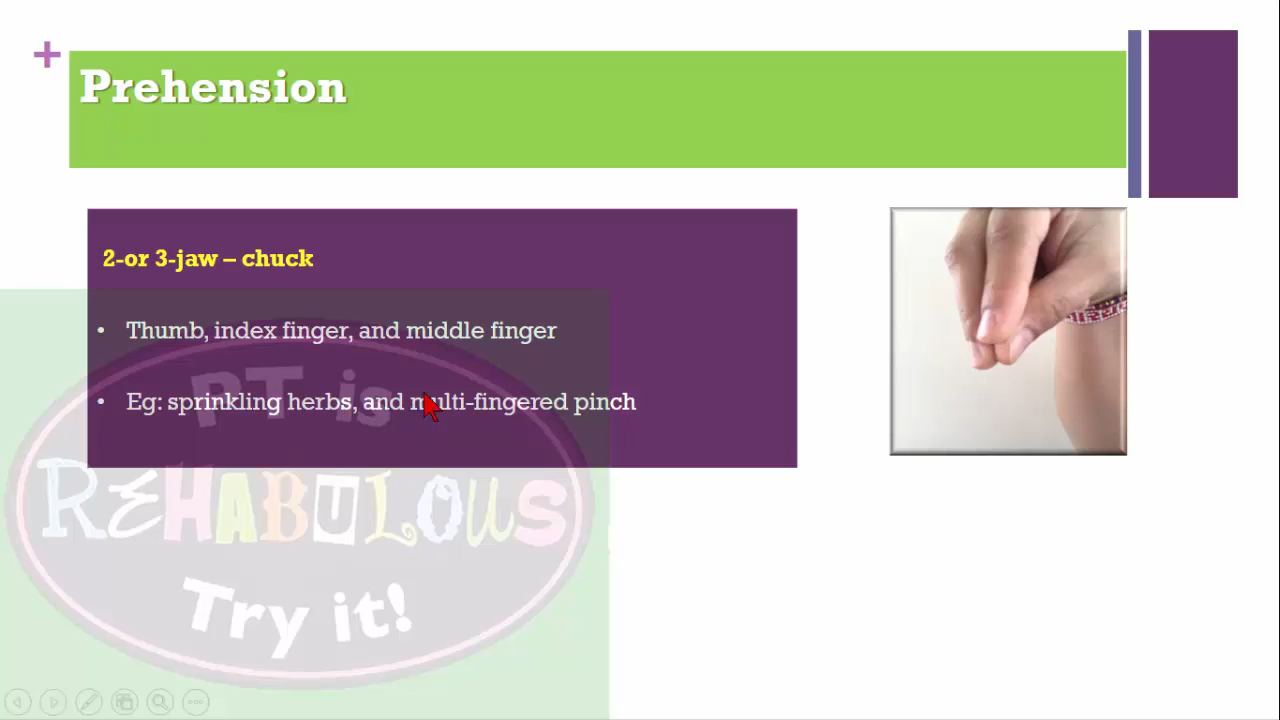 +
Prehension
2-or 3-jaw – chuck
• Thumb, index finger, and middle finger
• Eg: sprinkling herbs, and multi-fingered pinch
PT is
REHABULOUS
Try it!